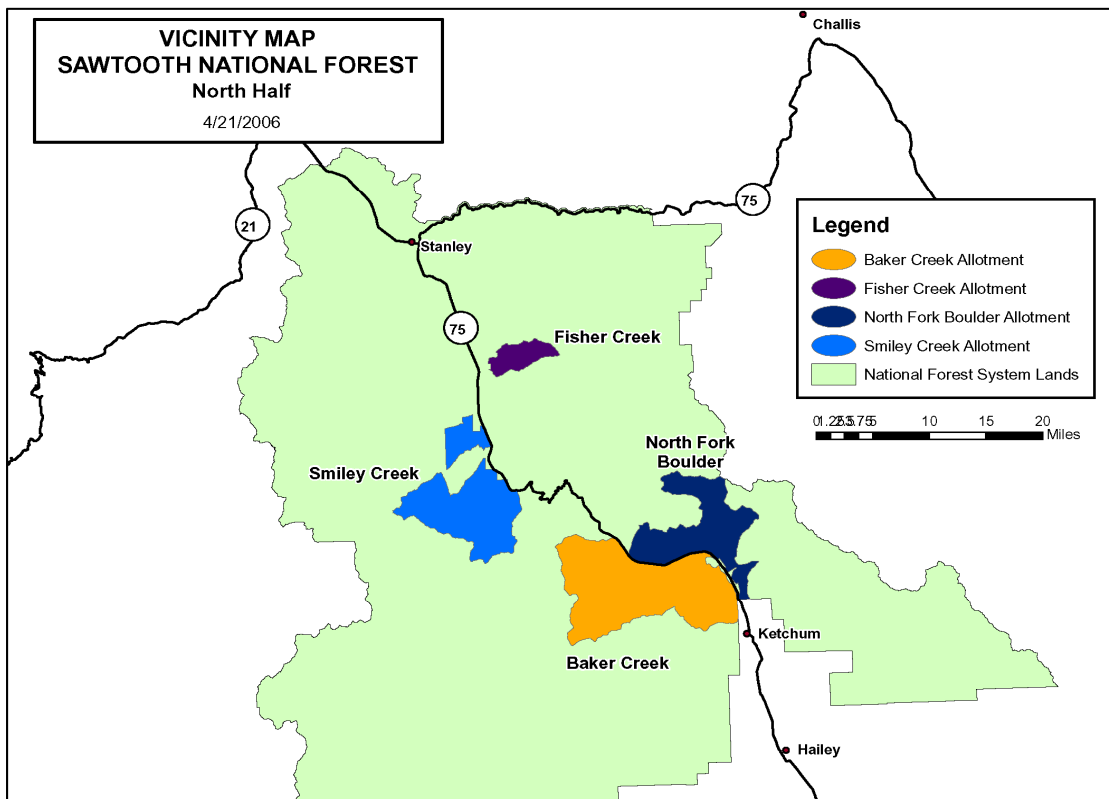 VICINITY MAP
SAWTOOTH NATIONAL FOREST
North Half
4/21/2006
Challis
21
75
Stanley
75
Fisher Creek
Smiley Creek
North Fork
Boulder
Baker Creek
Ketchum
Hailey
Legend
Baker Creek Allotment
Fisher Creek Allotment
North Fork Boulder Allotment
Smiley Creek Allotment
National Forest System Lands
10 15 20
Miles